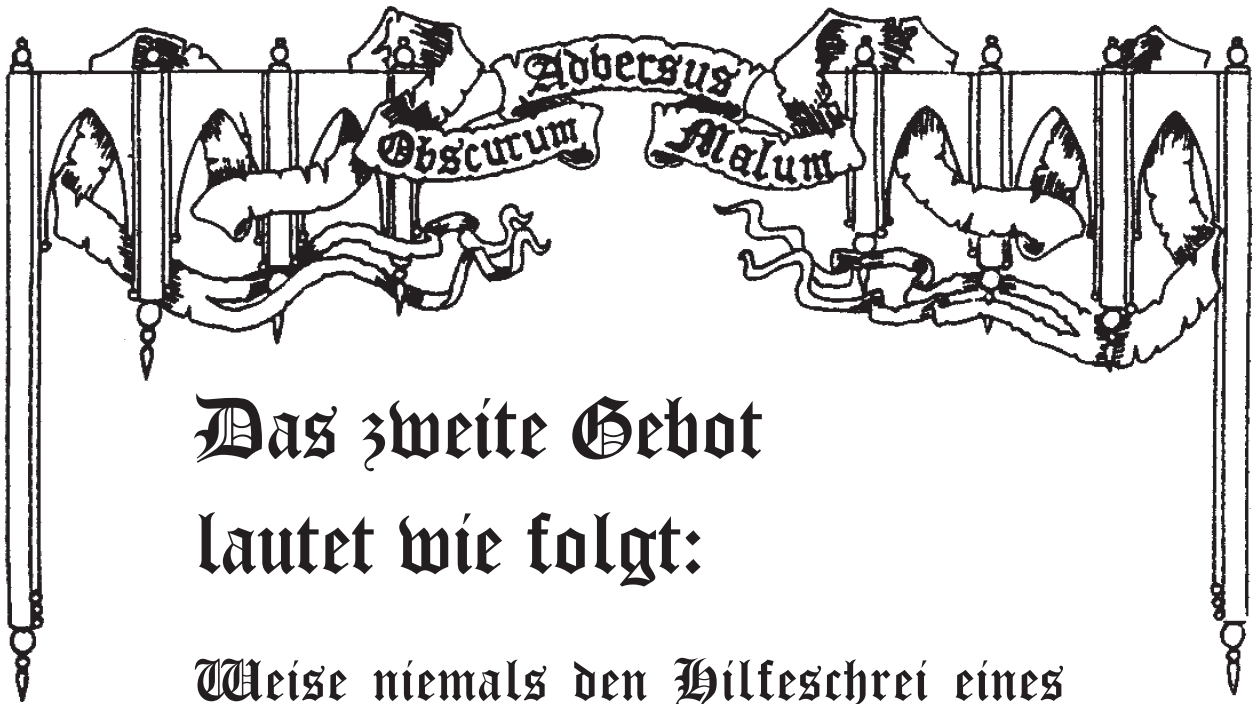 Adversus
Obscurum
Malum
Das zweite Gebot
lautet wie folgt:
Weise niemals den Hilfeschrei eines